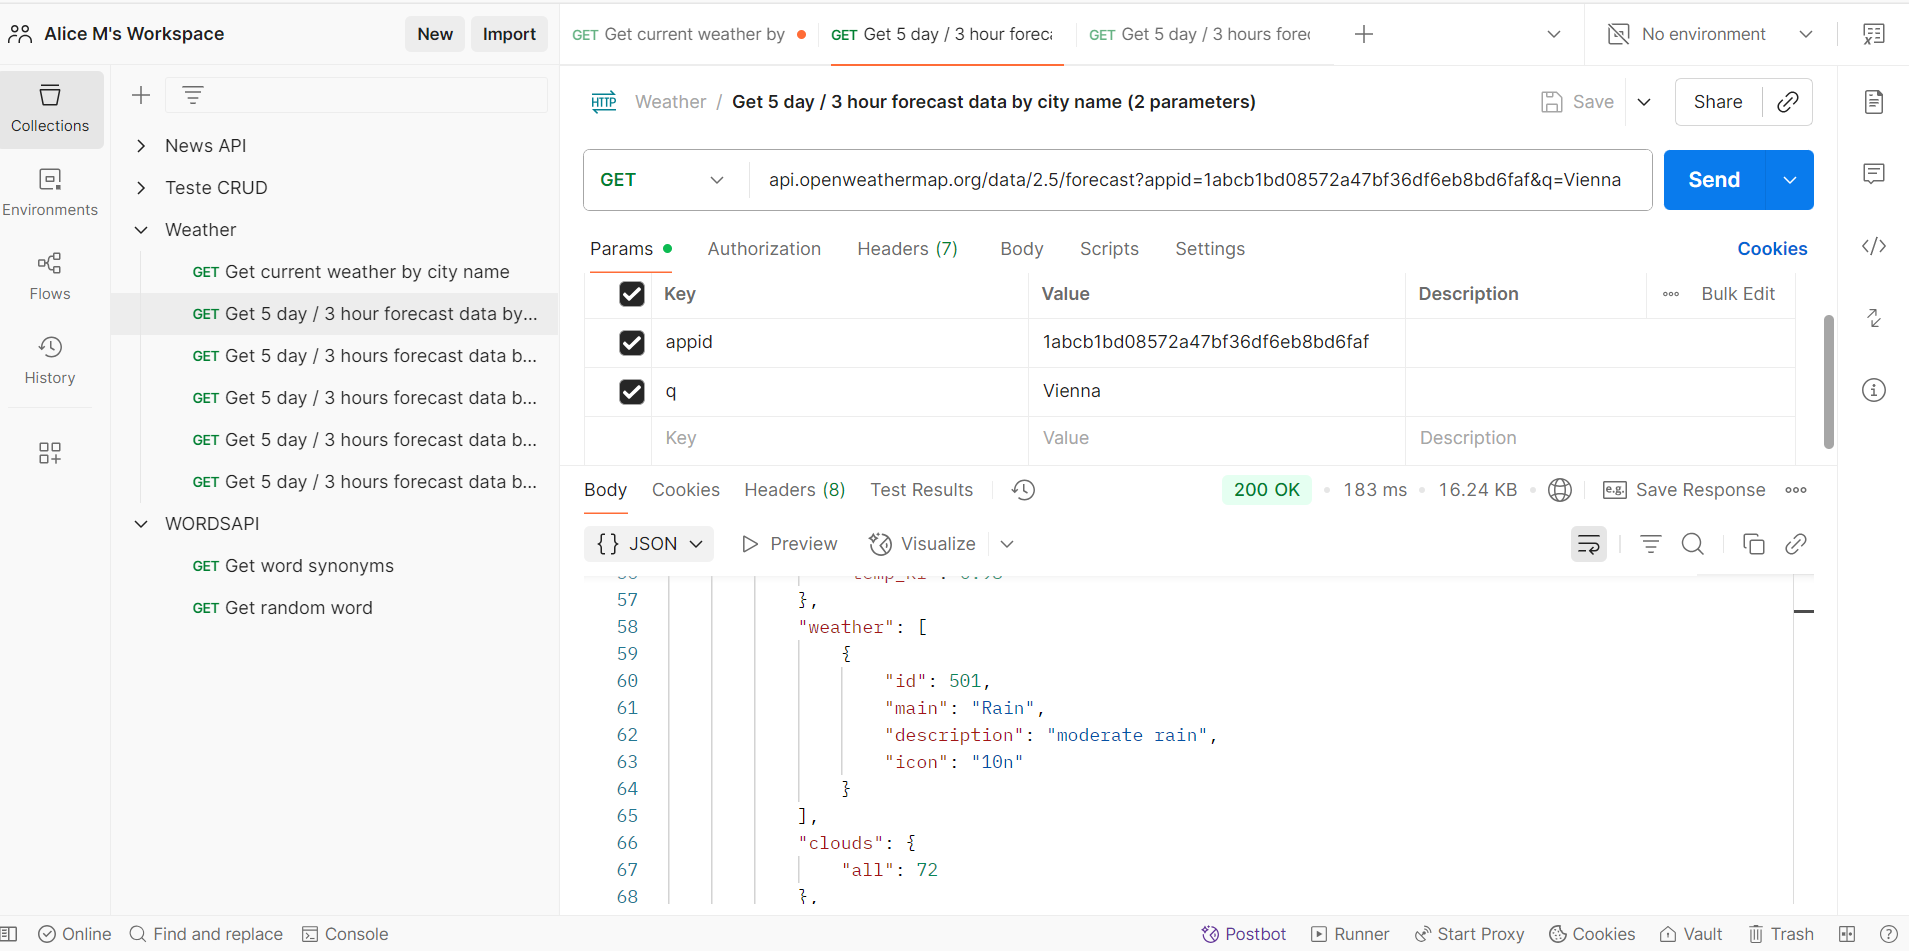 Alice M's Workspace
New
Import
GET Get current weather by
GET Get 5 day / 3 hour foreca
GET Get 5 day / 3 hours forec
No environment
Collections
Environments
Flows
History
News API
Teste CRUD
Weather
GET Get current weather by city name
GET Get 5 day / 3 hour forecast data by...
GET Get 5 day / 3 hours forecast data b...
GET Get 5 day / 3 hours forecast data b...
GET Get 5 day / 3 hours forecast data b...
GET Get 5 day / 3 hours forecast data b...
WORDSAPI
GET Get word synonyms
GET Get random word
HTTP Weather / Get 5 day / 3 hour forecast data by city name (2 parameters)
Save
Share
GET
api.openweathermap.org/data/2.5/forecast?appid=1abcb1bd08572a47bf36df6eb8bd6faf&q=Vienna
Send
Params Authorization Headers (7) Body Scripts Settings Cookies
Key Value Description Bulk Edit
appid 1abcb1bd08572a47bf36df6eb8bd6faf
q Vienna
Key Value Description
Body Cookies Headers (8) Test Results 200 OK 183 ms 16.24 KB e.g. Save Response
{} JSON Preview Visualize
57 },
58 "weather": [
59 {
60 "id": 501,
61 "main": "Rain",
62 "description": "moderate rain",
63 "icon": "10n"
64 }
65 ],
66 "clouds": {
67 "all": 72
68 },
Online Find and replace Console Postbot Runner Start Proxy Cookies Vault Trash